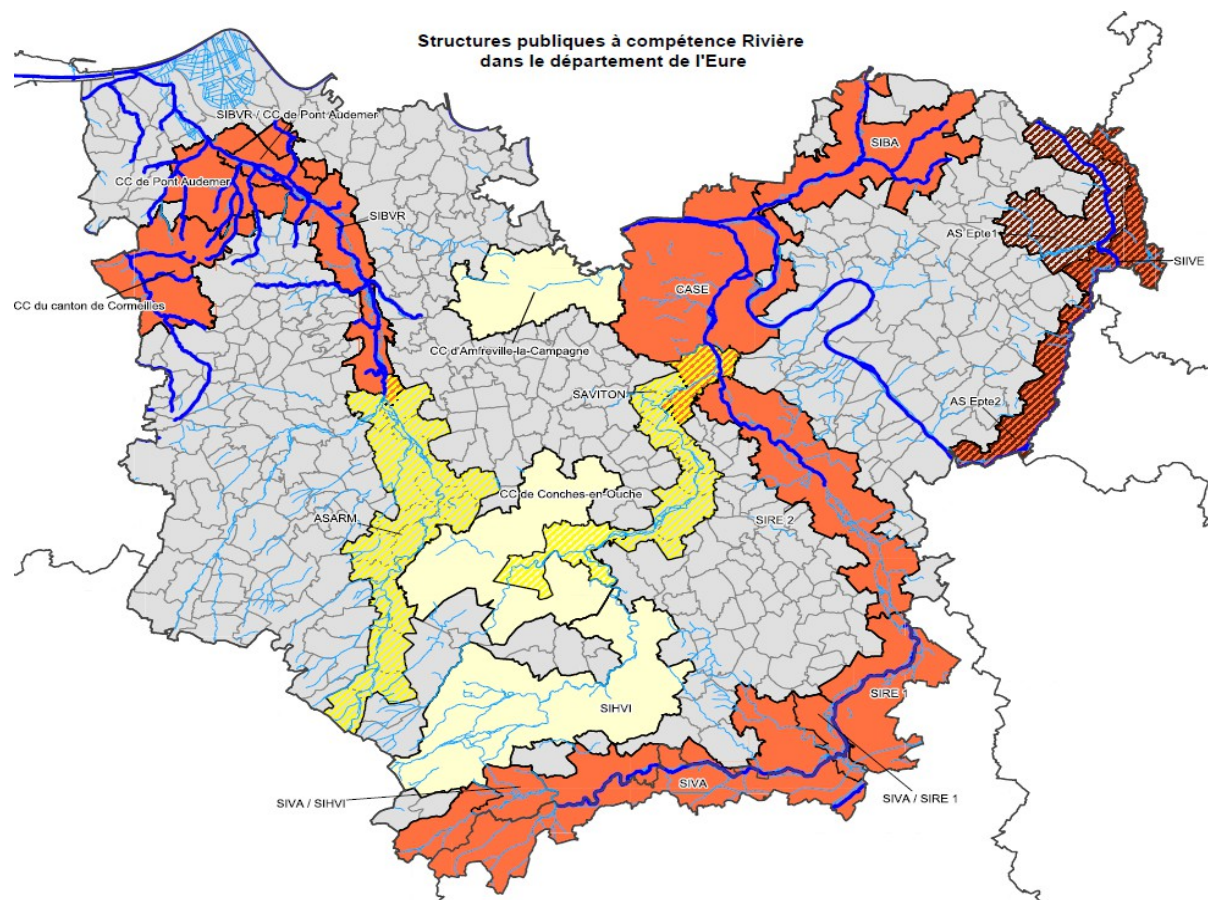 Structures publiques à compétence Rivière
dans le département de l'Eure
SIBVR / CC de Pont Audemer
SIBA
CC de Pont Audemer
SIBVR
AS Epte1
SIIVE
CC du canton de Cormeilles
CASE
CC d'Amfreville-la-Campagne
SAVITON
AS Epte2
CC de Conches-en-Ouche
ASARM
SIRE 2
SIRE 1
SIHVI
SIVA
SIVA / SIHVI
SIVA / SIRE 1